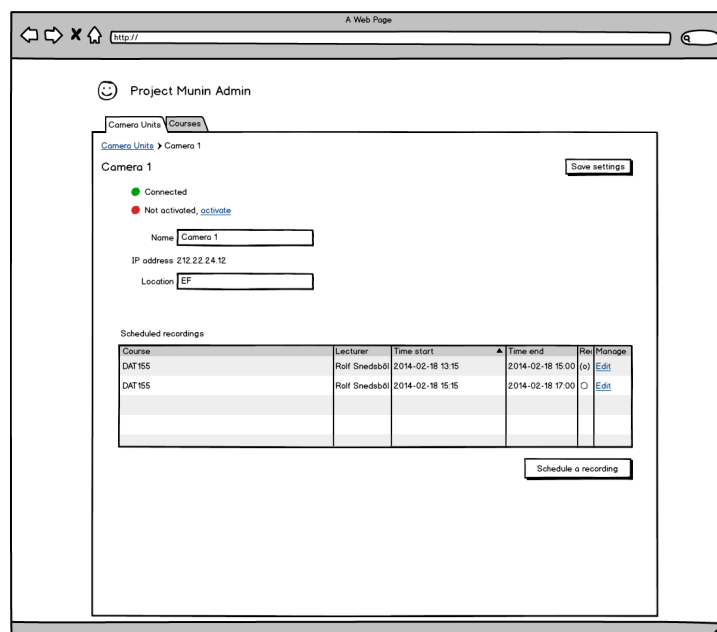 A Web Page
http://
Project Munin Admin
Camera Units Courses
Camera Units > Camera 1
Camera 1
Save settings
Connected
Not activated, activate
Name Camera 1
IP address 212.22.24.12
Location EF
Scheduled recordings
Course Lecturer Time start Time end Rec Manage
DAT155 Rolf Snedsböl 2014-02-18 13:15 2014-02-18 15:00 (o) Edit
DAT155 Rolf Snedsböl 2014-02-18 15:15 2014-02-18 17:00 O Edit
Schedule a recording